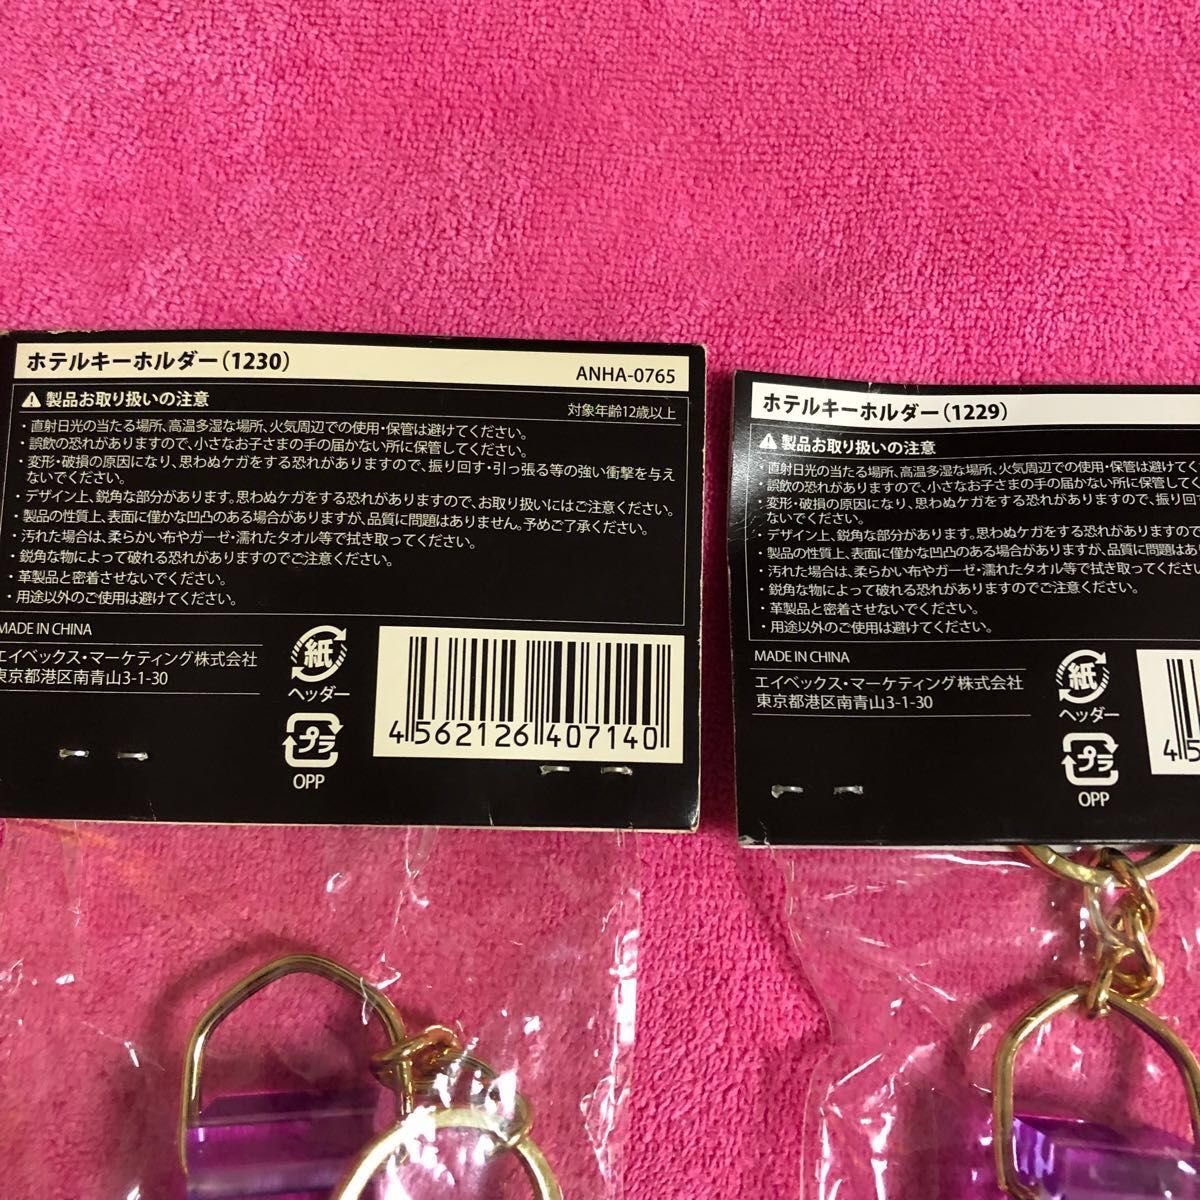 ホテルキーホルダー(1230)
ANHA-0765
製品お取り扱いの注意
対象年齢12歳以上
・直射日光の当たる場所、高温多湿な場所、火気周辺での使用・保管は避けてください。
・誤飲の恐れがありますので、小さなお子さまの手の届かない所に保管してください。
・変形・破損の原因になり、思わぬケガをする恐れがありますので、振り回す・引っ張る等の強い衝撃を与え
ないでください。
・デザイン上、鋭角な部分があります。思わぬケガをする恐れがありますので、お取り扱いにはご注意ください。
・製品の性質上、表面に僅かな凹凸のある場合がありますが、品質に問題はありません。予めご了承ください。
・汚れた場合は、柔らかい布やガーゼ・濡れたタオル等で拭き取ってください。
・鋭角な物によって破れる恐れがありますのでご注意ください。
・革製品と密着させないでください。
・用途以外のご使用は避けてください。
MADE IN CHINA
エイベックス・マーケティング株式会社
東京都港区南青山3-1-30
紙
ヘッダー
プラ
OPP
4 562126 407140
ホテルキーホルダー(1229)
製品お取り扱いの注意
・直射日光の当たる場所、高温多湿な場所、火気周辺での使用・保管は避けてく
・誤飲の恐れがありますので、小さなお子さまの手の届かない所に保管してく
・変形・破損の原因になり、思わぬケガをする恐れがありますので、振り回
ないでください。
・デザイン上、鋭角な部分があります。思わぬケガをする恐れがありますので
・製品の性質上、表面に僅かな凹凸のある場合がありますが、品質に問題はあり
・汚れた場合は、柔らかい布やガーゼ・濡れたタオル等で拭き取ってください
・鋭角な物によって破れる恐れがありますのでご注意ください。
・革製品と密着させないでください。
・用途以外のご使用は避けてください。
MADE IN CHINA
エイベックス・マーケティング株式会社
東京都港区南青山3-1-30
紙
ヘッダー
プラ
OPP
4 5